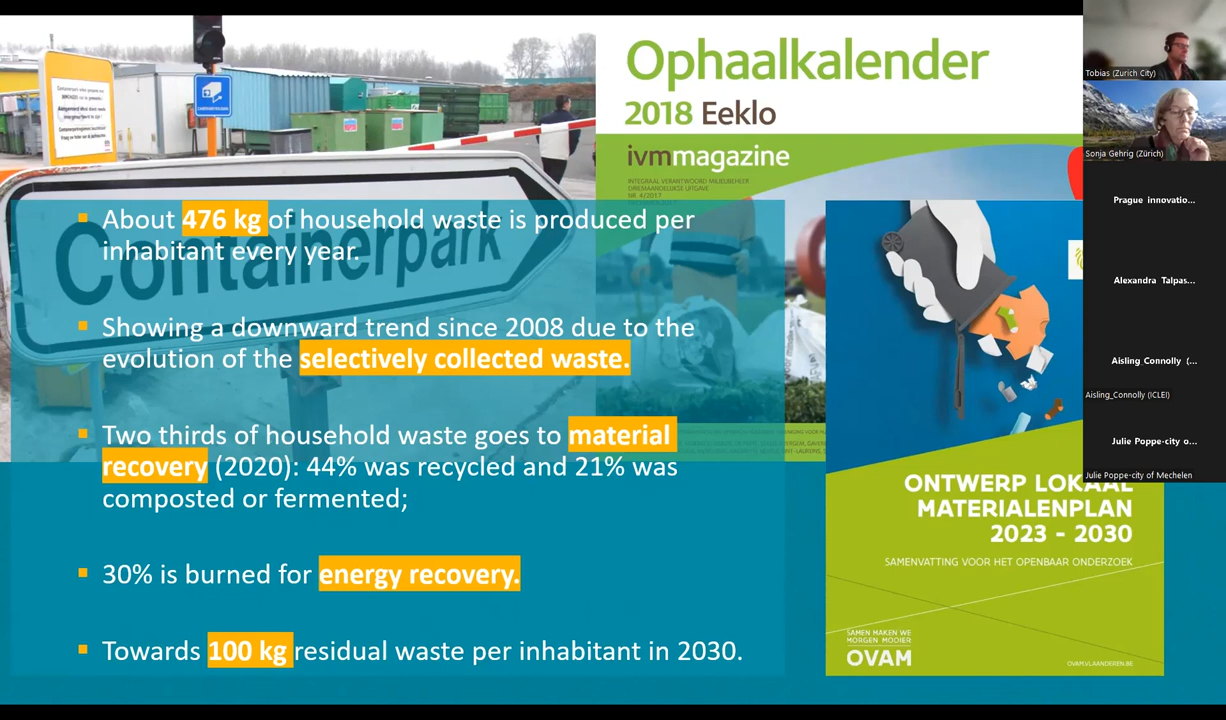 Ophaalkalender
2018 Eeklo
ivmmagazine
INTEGRAAL VERANTWOORD MILIEUBEHEER
DRIEMAANDELIJKSE UITGAVE
NR. 4/2017
Containerpark
About 476 kg of household waste is produced per
inhabitant every year.
Showing a downward trend since 2008 due to the
evolution of the selectively collected waste.
Two thirds of household waste goes to material
recovery (2020): 44% was recycled and 21% was
composted or fermented;
30% is burned for energy recovery.
Towards 100 kg residual waste per inhabitant in 2030.
ONTWERP LOKAAL
MATERIALENPLAN
2023 - 2030
SAMENVATTING VOOR HET OPENBAAR ONDERZOEK
SAMEN MAKEN WE
MORGEN MOOIER
OVAM
OVAM.VLAANDEREN.BE
Tobias (Zurich City)
Sonja Gehrig (Zürich)
Prague innovatio...
Alexandra Talpas...
Aisling_Connolly (...
Aisling_Connolly (ICLEI)
Julie Poppe-city o...
Julie Poppe-city of Mechelen